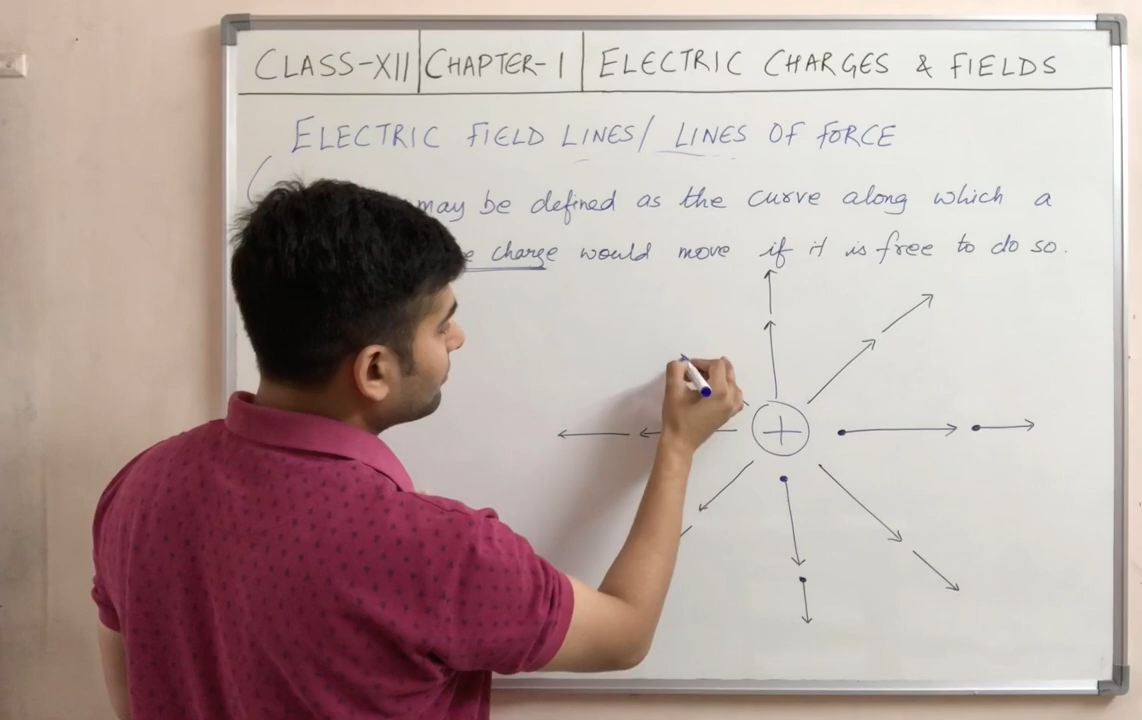 CLASS-XII CHAPTER-1 ELECTRIC CHARGES & FIELDS
ELECTRIC FIELD LINES/ LINES OF FORCE
may be defined as the curve along which a
charge would move if it is free to do so.
+